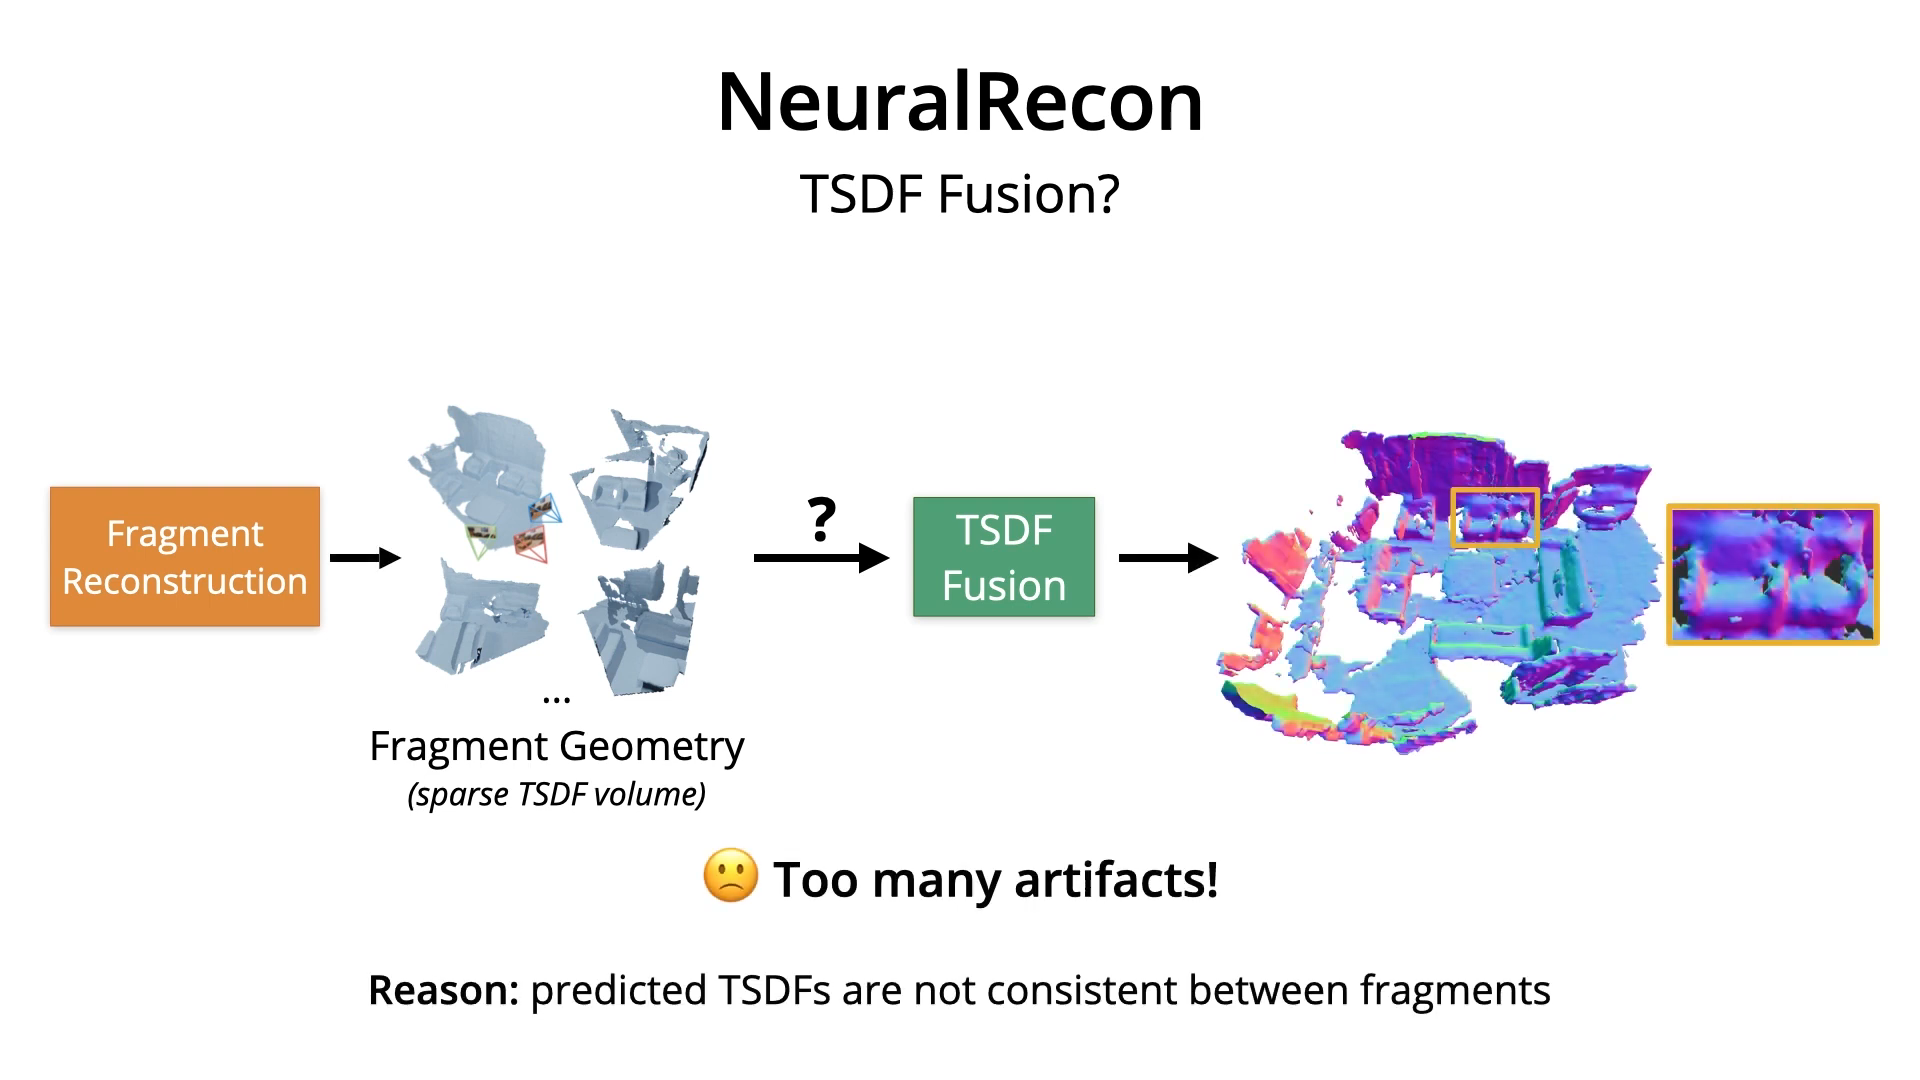 NeuralRecon
TSDF Fusion?
Fragment
Reconstruction
?
TSDF
Fusion
...
Fragment Geometry
(sparse TSDF volume)
Too many artifacts!
Reason: predicted TSDFs are not consistent between fragments